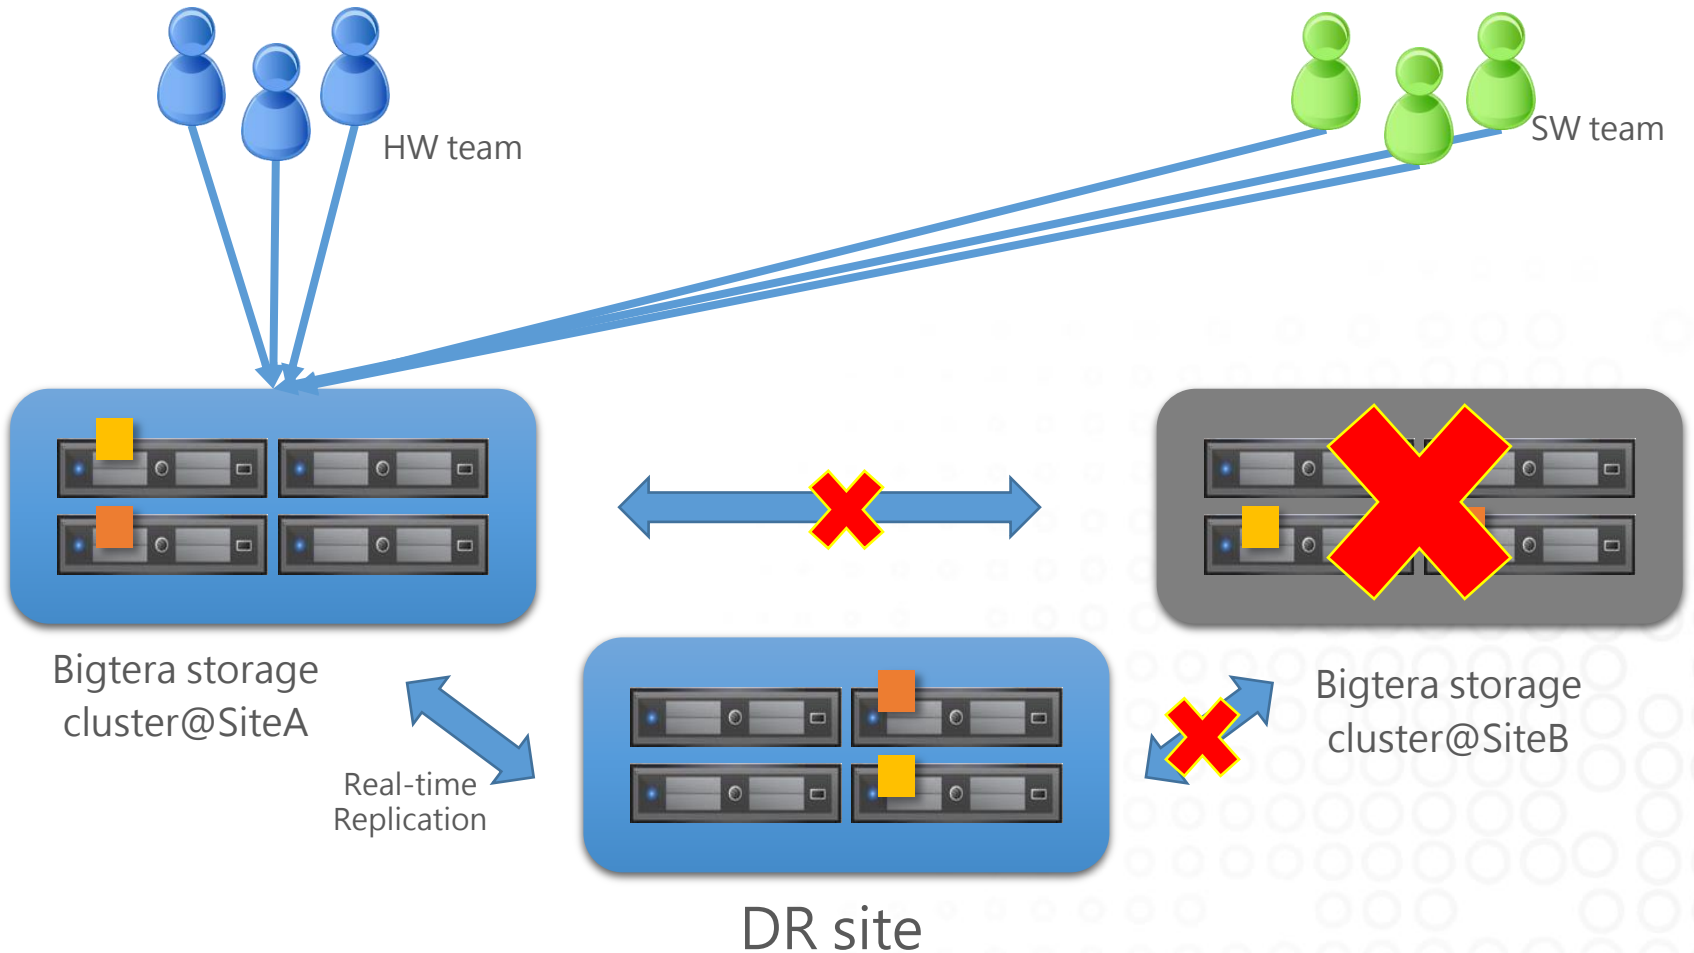 HW team
SW team
Bigtera storage
cluster@SiteA
Bigtera storage
cluster@SiteB
Real-time
Replication
DR site